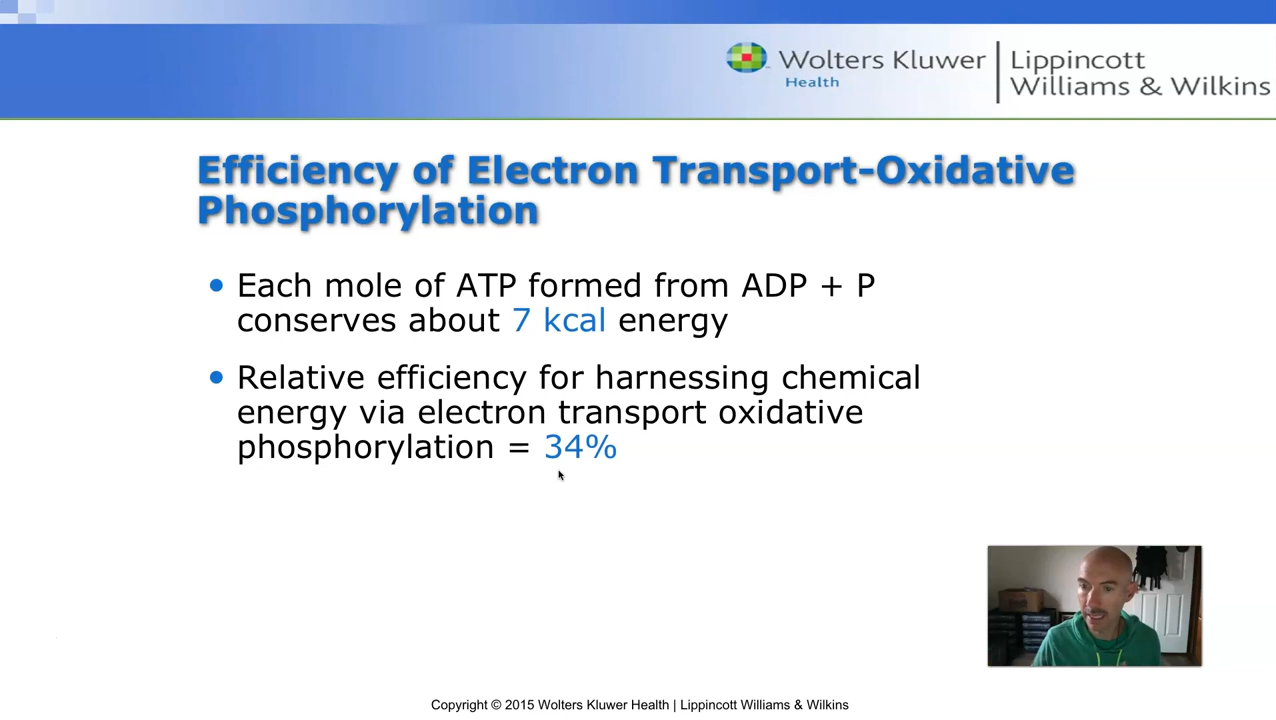 Wolters Kluwer
Health
Lippincott
Williams & Wilkins
Efficiency of Electron Transport-Oxidative
Phosphorylation
• Each mole of ATP formed from ADP + P
conserves about 7 kcal energy
• Relative efficiency for harnessing chemical
energy via electron transport oxidative
phosphorylation = 34%
Copyright © 2015 Wolters Kluwer Health | Lippincott Williams & Wilkins